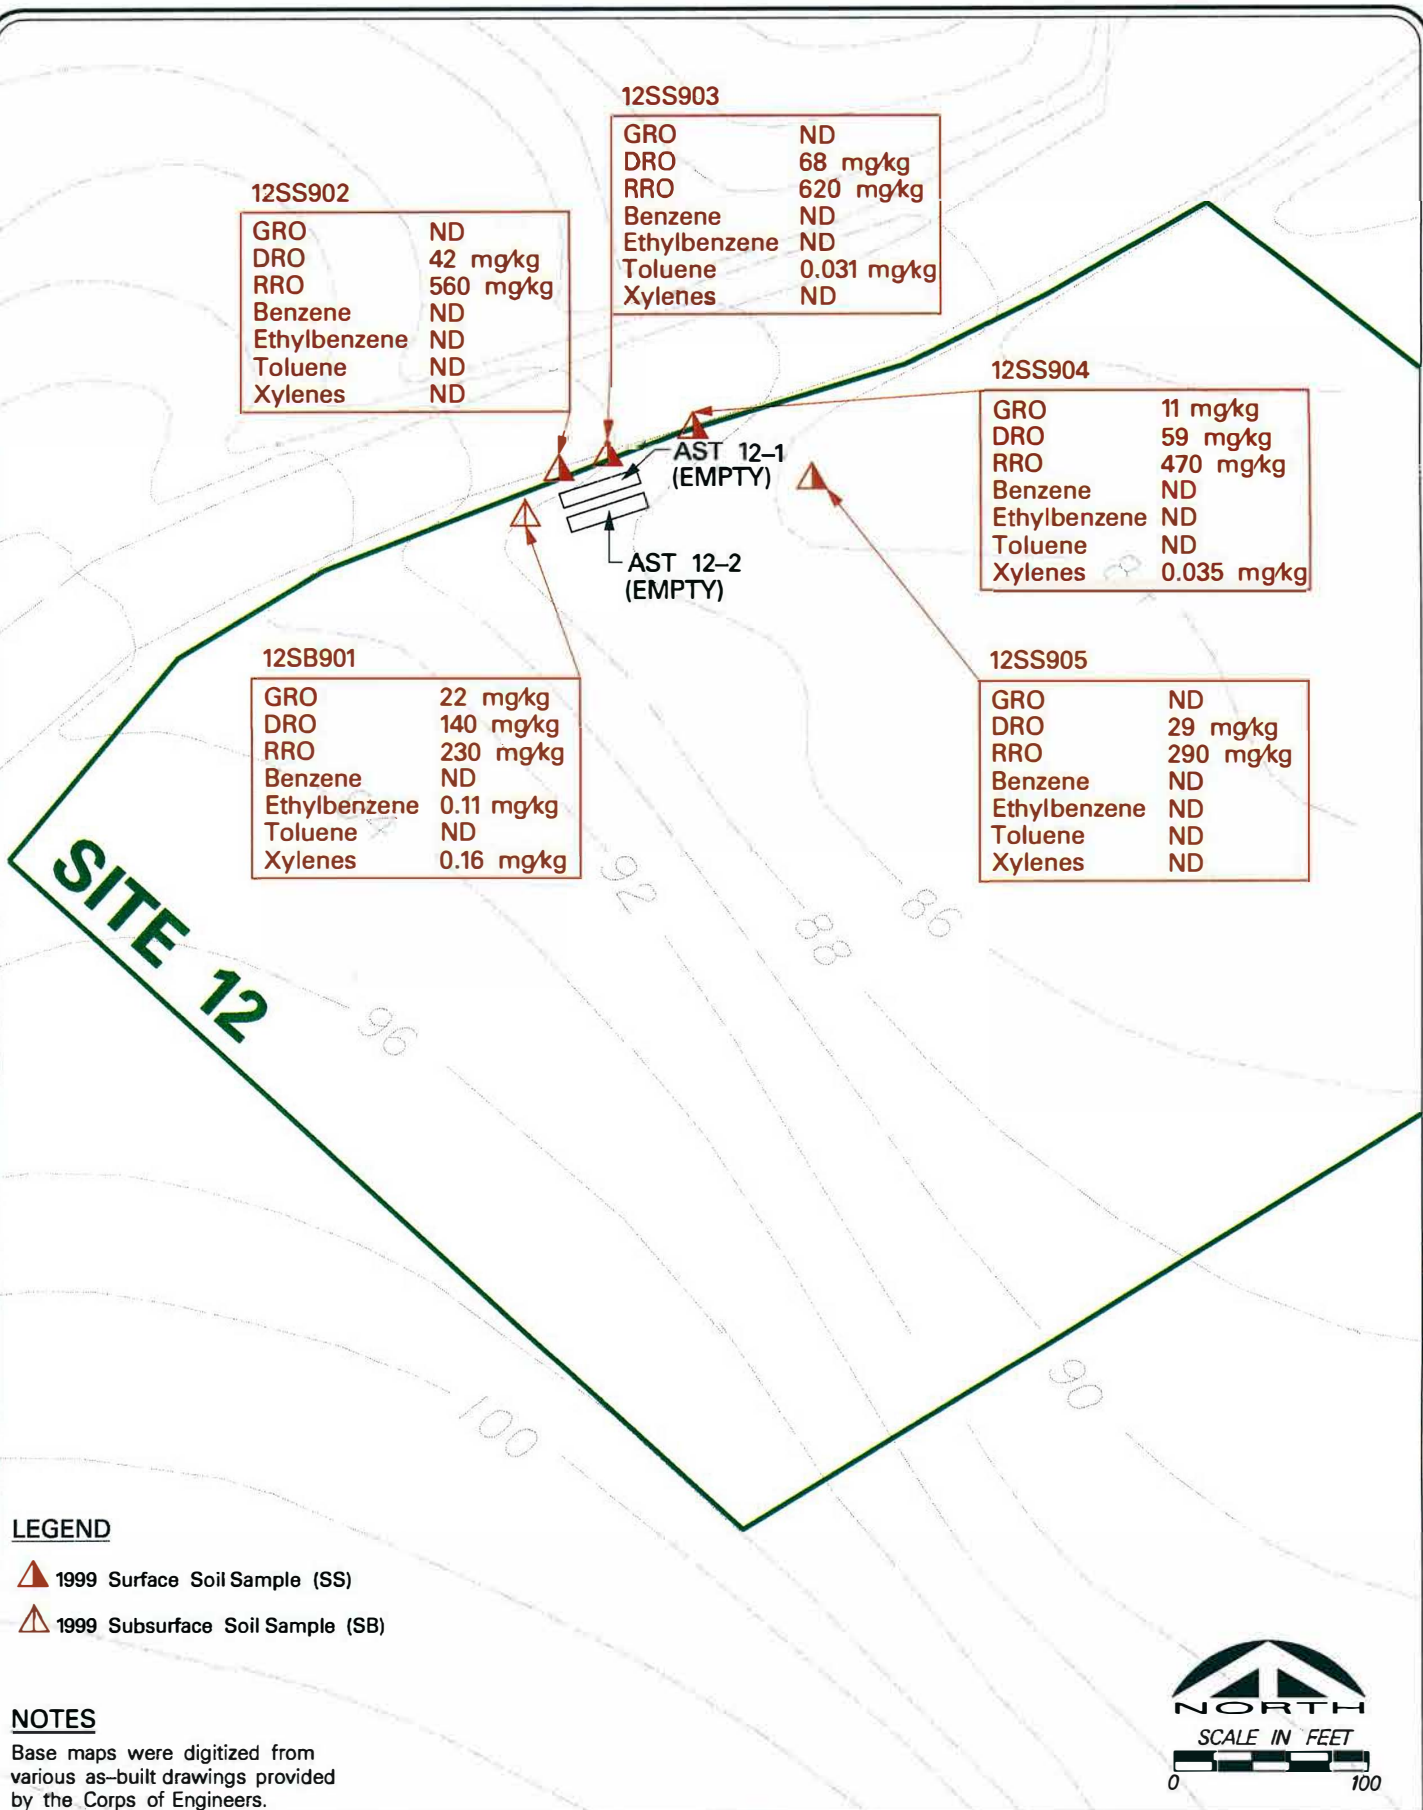 12SS903
GRO ND
DRO 68 mg/kg
RRO 620 mg/kg
Benzene ND
Ethylbenzene ND
Toluene 0.031 mg/kg
Xylenes ND
12SS902
GRO ND
DRO 42 mg/kg
RRO 560 mg/kg
Benzene ND
Ethylbenzene ND
Toluene ND
Xylenes ND
12SS904
GRO 11 mg/kg
DRO 59 mg/kg
RRO 470 mg/kg
Benzene ND
Ethylbenzene ND
Toluene ND
Xylenes 0.035 mg/kg
AST 12–1
(EMPTY)
AST 12–2
(EMPTY)
12SB901
GRO 22 mg/kg
DRO 140 mg/kg
RRO 230 mg/kg
Benzene ND
Ethylbenzene 0.11 mg/kg
Toluene ND
Xylenes 0.16 mg/kg
12SS905
GRO ND
DRO 29 mg/kg
RRO 290 mg/kg
Benzene ND
Ethylbenzene ND
Toluene ND
Xylenes ND
SITE 12
92
88
86
96
90
100
LEGEND
1999 Surface Soil Sample (SS)
1999 Subsurface Soil Sample (SB)
NOTES
Base maps were digitized from
various as–built drawings provided
by the Corps of Engineers.
NORTH
SCALE IN FEET
0 100